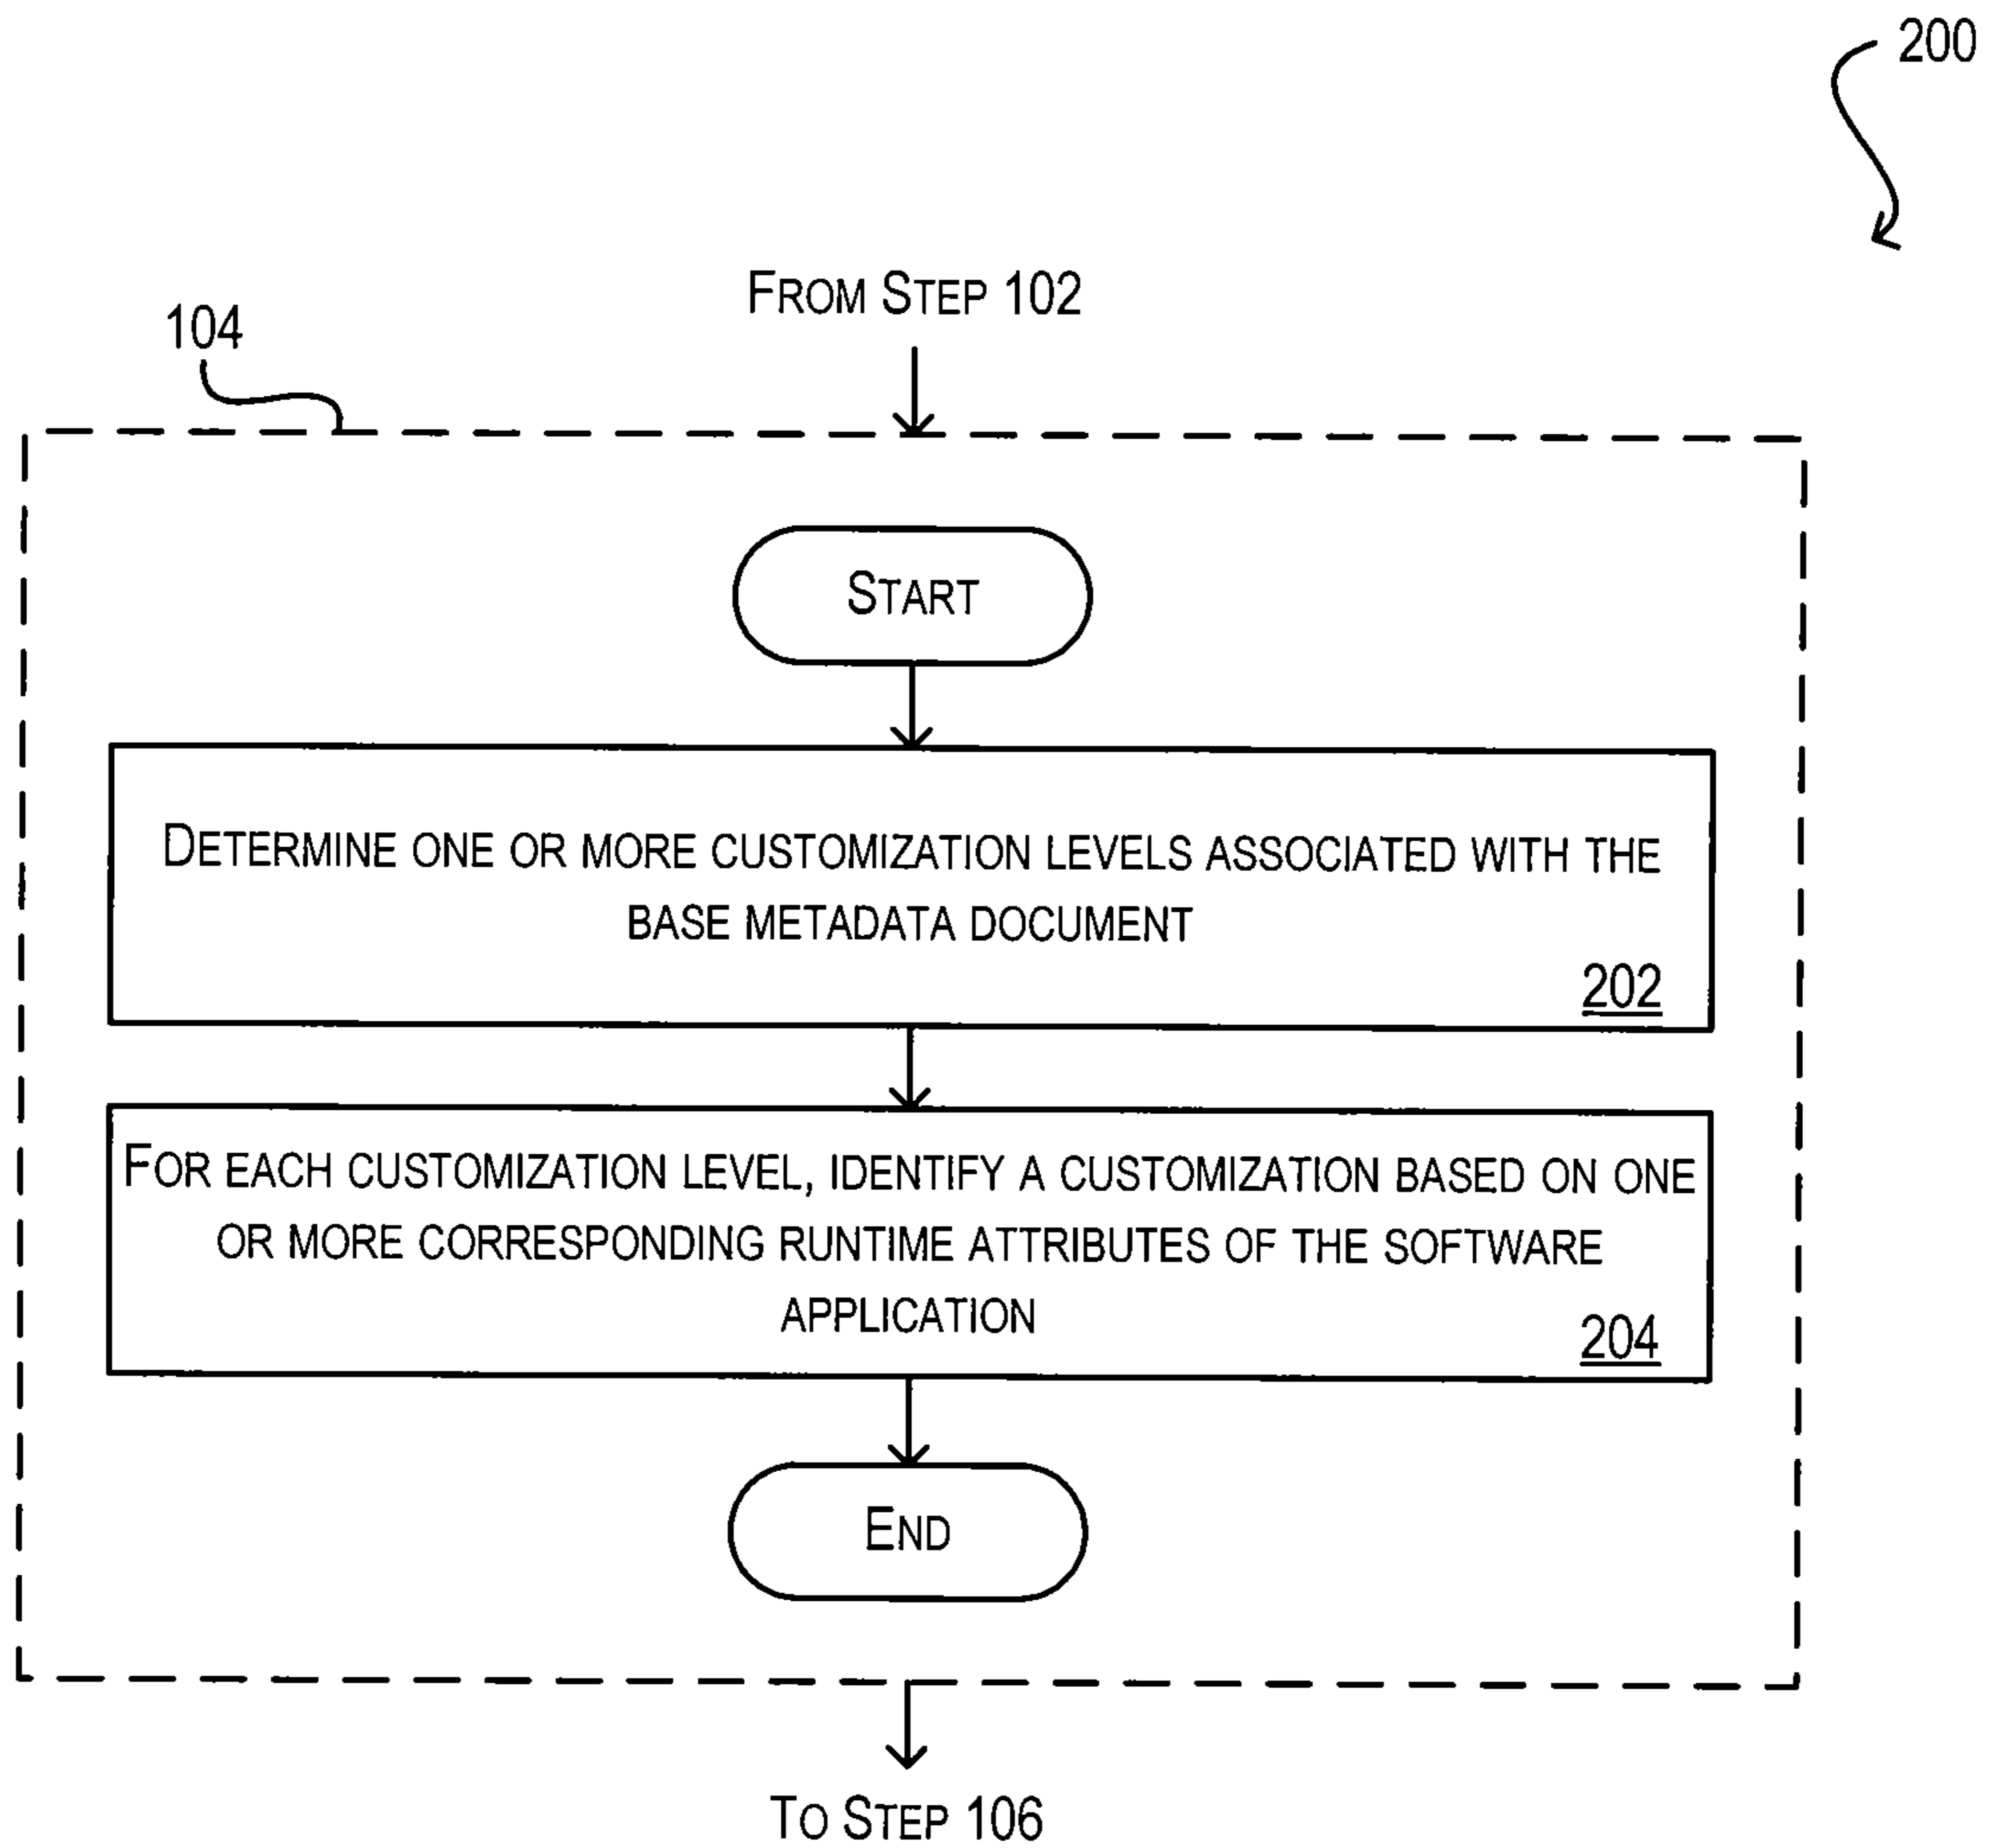 200
FROM STEP 102
104
START
DETERMINE ONE OR MORE CUSTOMIZATION LEVELS ASSOCIATED WITH THE
BASE METADATA DOCUMENT
202
FOR EACH CUSTOMIZATION LEVEL, IDENTIFY A CUSTOMIZATION BASED ON ONE
OR MORE CORRESPONDING RUNTIME ATTRIBUTES OF THE SOFTWARE
APPLICATION
204
END
TO STEP 106